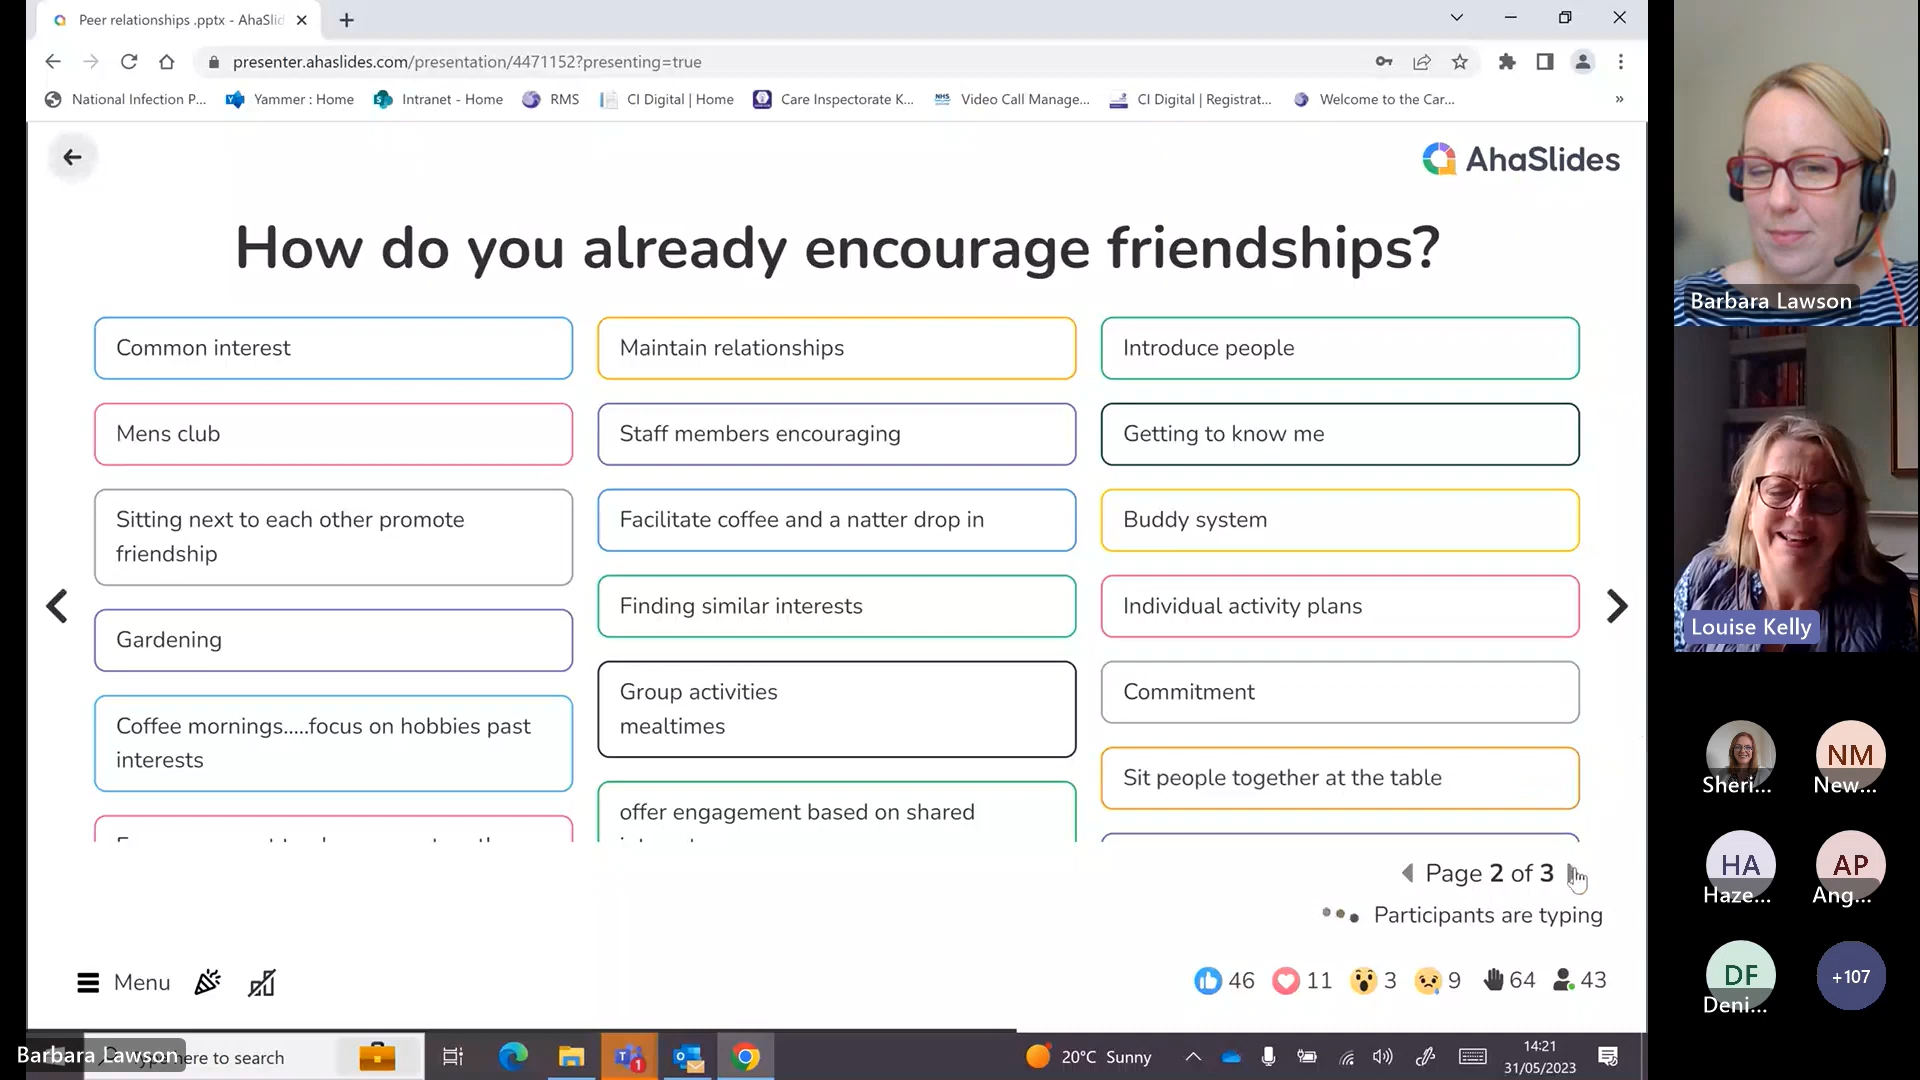 Peer relationships .pptx - AhaSlid
presenter.ahaslides.com/presentation/4471152?presenting=true
National Infection P...
Yammer : Home
Intranet - Home
RMS
CI Digital | Home
Care Inspectorate K...
NHS
Video Call Manage...
CI Digital | Registrat...
Welcome to the Car...
»
AhaSlides
How do you already encourage friendships?
Common interest
Mens club
Sitting next to each other promote
friendship
Gardening
Coffee mornings.....focus on hobbies past
interests
Maintain relationships
Staff members encouraging
Facilitate coffee and a natter drop in
Finding similar interests
Group activities
mealtimes
offer engagement based on shared
Introduce people
Getting to know me
Buddy system
Individual activity plans
Commitment
Sit people together at the table
Page 2 of 3
Participants are typing
Menu
46
11
3
9
64
43
Barbara Lawson
Louise Kelly
Sheri...
NM
New...
HA
Haze...
AP
Ang...
DF
Deni...
+107
Barbara Lawson
here to search
1
20°C Sunny
14:21
31/05/2023